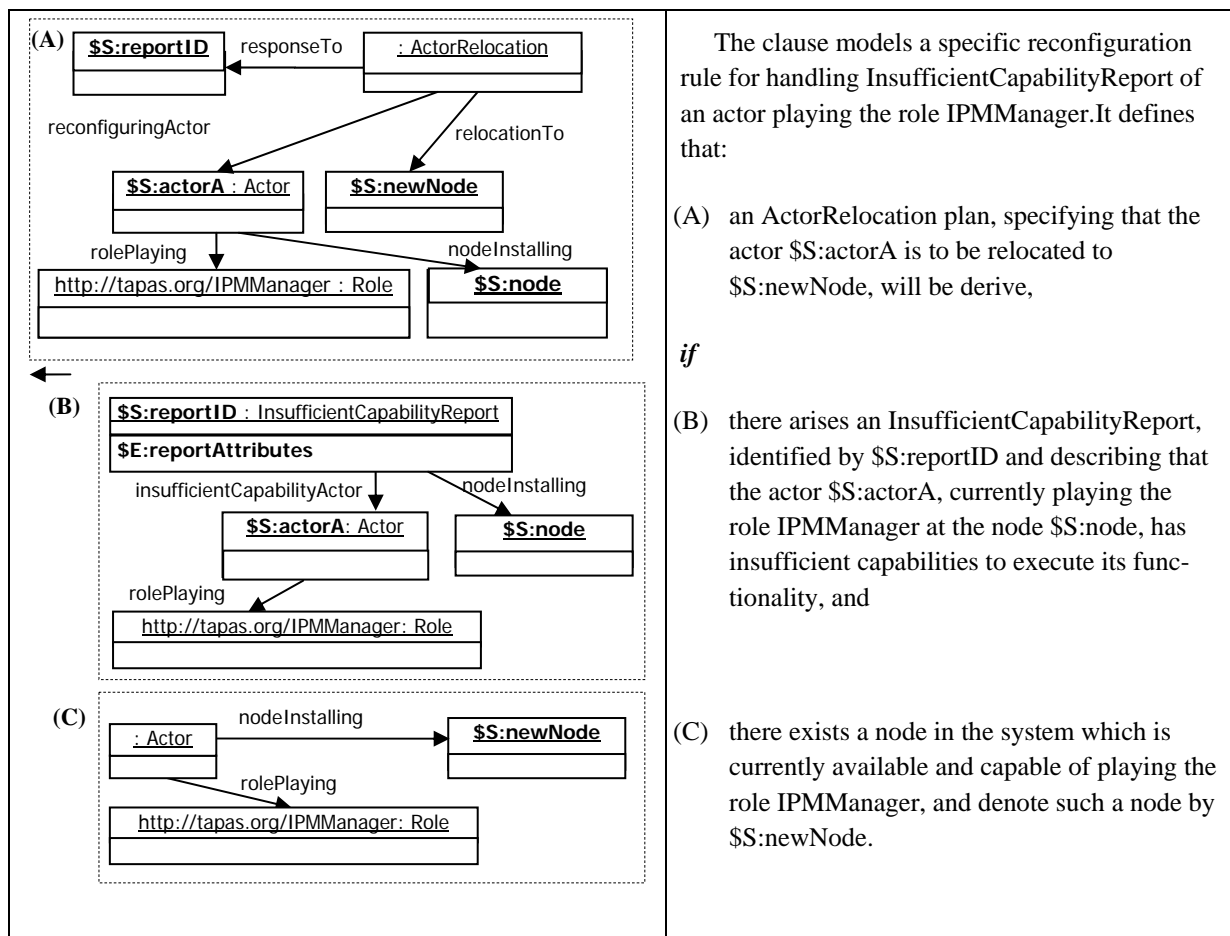 (A)
$S:reportID
responseTo
: ActorRelocation
reconfiguringActor
relocationTo
$S:actorA : Actor
$S:newNode
rolePlaying
nodeInstalling
http://tapas.org/IPMManager : Role
$S:node
(B)
$S:reportID : InsufficientCapabilityReport
$E:reportAttributes
insufficientCapabilityActor
nodeInstalling
$S:actorA: Actor
$S:node
rolePlaying
http://tapas.org/IPMManager: Role
(C)
nodeInstalling
: Actor
$S:newNode
rolePlaying
http://tapas.org/IPMManager: Role
The clause models a specific reconfiguration
rule for handling InsufficientCapabilityReport of
an actor playing the role IPMManager.It defines
that:
(A) an ActorRelocation plan, specifying that the
actor $S:actorA is to be relocated to
$S:newNode, will be derive,
if
(B) there arises an InsufficientCapabilityReport,
identified by $S:reportID and describing that
the actor $S:actorA, currently playing the
role IPMManager at the node $S:node, has
insufficient capabilities to execute its func-
tionality, and
(C) there exists a node in the system which is
currently available and capable of playing the
role IPMManager, and denote such a node by
$S:newNode.